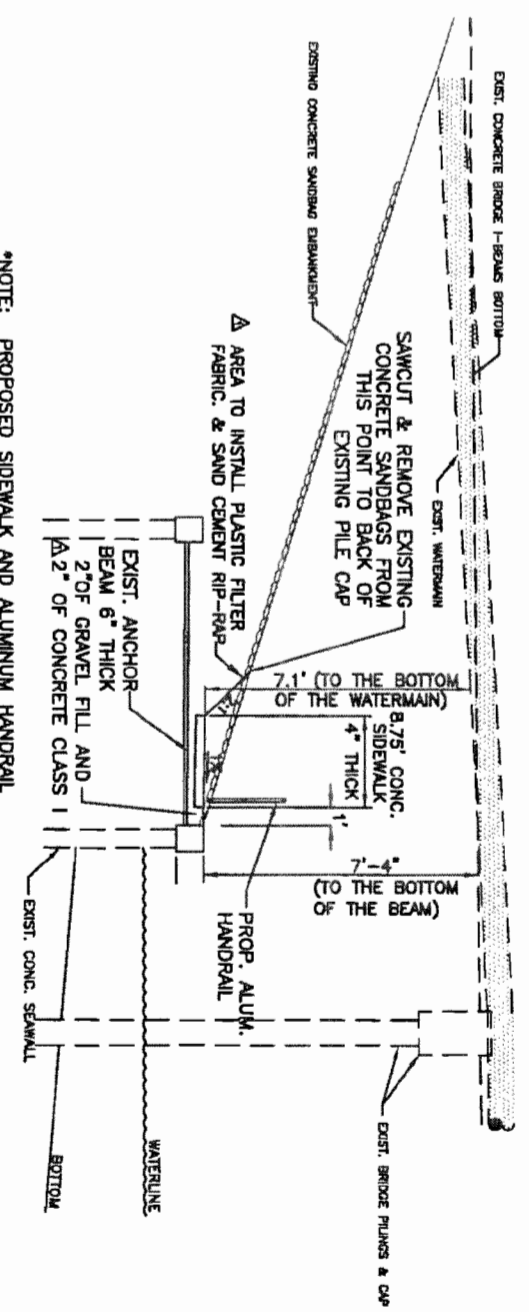 EXIST. CONCRETE BRIDGE I-BEAMS BOTTOM
EXISTING CONCRETE SANDBAG EMBANKMENT
EXIST. WATERMAIN
SAWCUT & REMOVE EXISTING
CONCRETE SANDBAGS FROM
THIS POINT TO BACK OF
EXISTING PILE CAP
AREA TO INSTALL PLASTIC FILTER
FABRIC. & SAND CEMENT RIP-RAP
7.1' (TO THE BOTTOM
OF THE WATERMAIN)
8.75' CONC.
SIDEWALK
4" THICK
1'
7'-4"
(TO THE BOTTOM
OF THE BEAM)
EXIST. ANCHOR
BEAM 6" THICK
2"OF GRAVEL FILL AND
2" OF CONCRETE CLASS I
PROP. ALUM.
HANDRAIL
EXIST. BRIDGE PILINGS & CAP
EXIST. CONC. SEAWALL
WATERLINE
BOTTOM
*NOTE: PROPOSED SIDEWALK AND ALUMINUM HANDRAIL